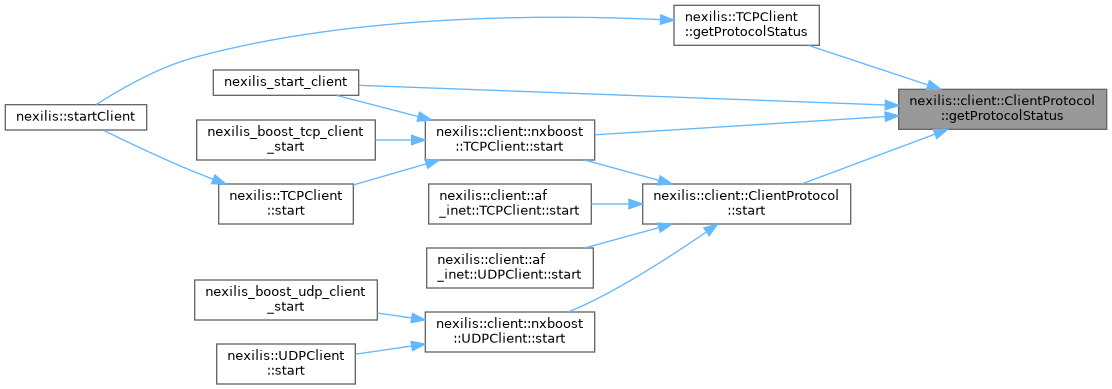 nexilis::TCPClient
::getProtocolStatus
nexilis_start_client
nexilis::client::ClientProtocol
::getProtocolStatus
nexilis::startClient
nexilis_boost_tcp_client
_start
nexilis::client::nxboost
::TCPClient::start
nexilis::TCPClient
::start
nexilis::client::af
_inet::TCPClient::start
nexilis::client::ClientProtocol
::start
nexilis::client::af
_inet::UDPClient::start
nexilis_boost_udp_client
_start
nexilis::client::nxboost
::UDPClient::start
nexilis::UDPClient
::start